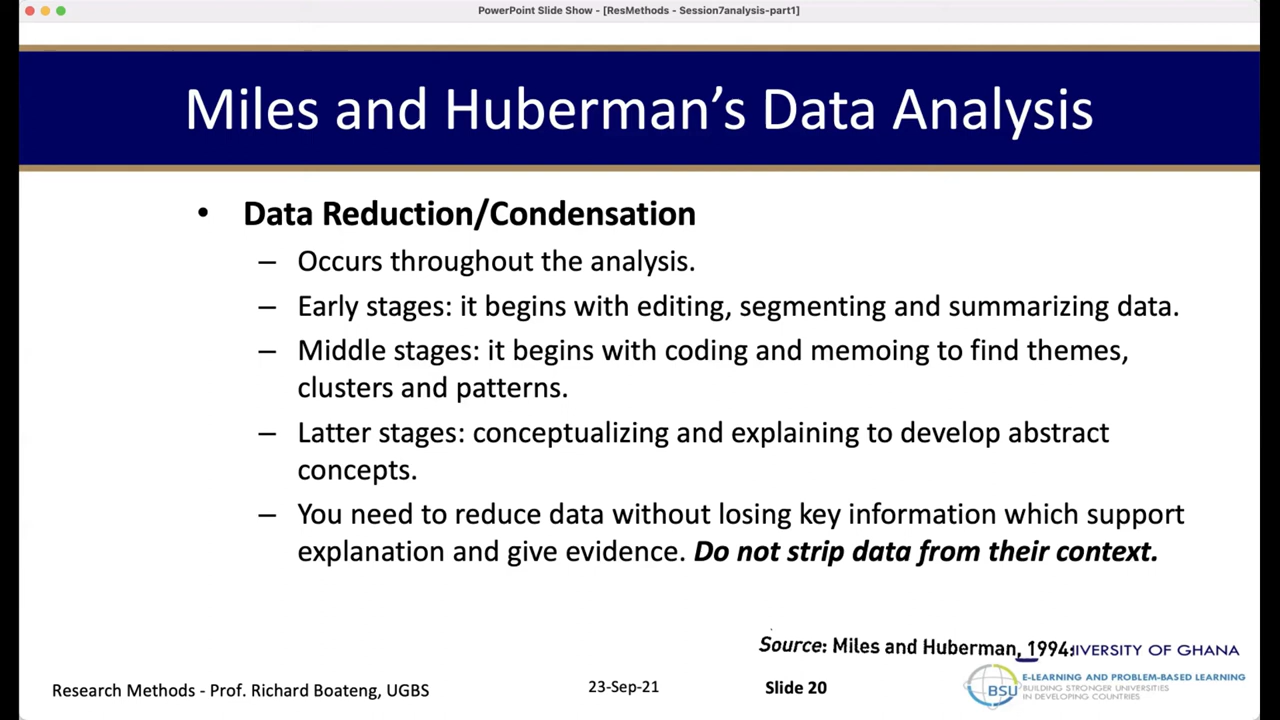 PowerPoint Slide Show - [ResMethods - Session7analysis-part1]
Miles and Huberman's Data Analysis
• Data Reduction/Condensation
– Occurs throughout the analysis.
– Early stages: it begins with editing, segmenting and summarizing data.
– Middle stages: it begins with coding and memoing to find themes,
clusters and patterns.
– Latter stages: conceptualizing and explaining to develop abstract
concepts.
– You need to reduce data without losing key information which support
explanation and give evidence. Do not strip data from their context.
Source: Miles and Huberman, 1994;
IVERSITY OF GHANA
Research Methods - Prof. Richard Boateng, UGBS
23-Sep-21
Slide 20
BSU
E-LEARNING AND PROBLEM-BASED LEARNING
BUILDING STRONGER UNIVERSITIES
IN DEVELOPING COUNTRIES